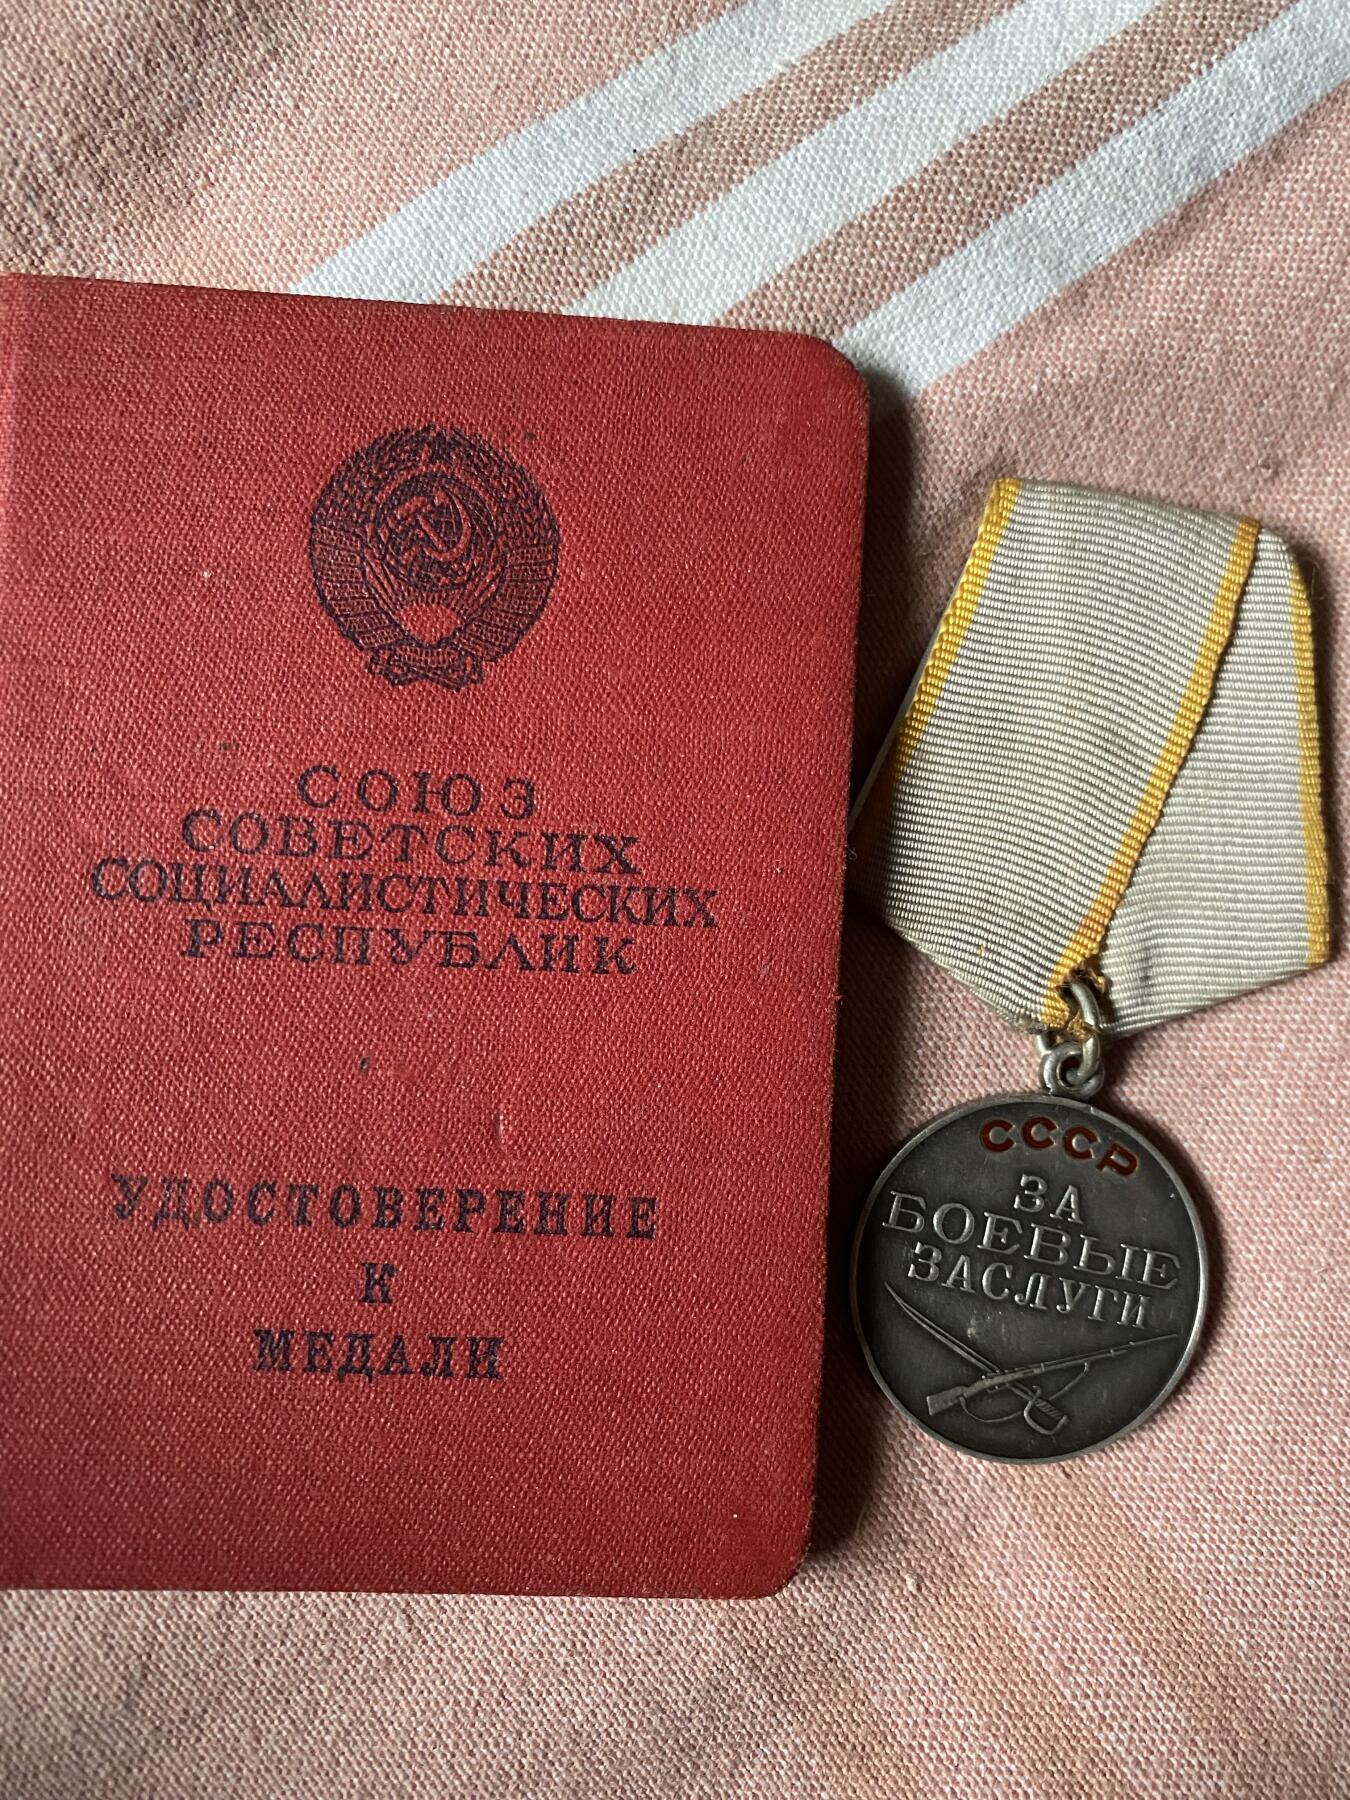 СОЮЗ
СОВЕТСКИХ
СОЦИАЛИСТИЧЕСКИХ
РЕСПУБЛИК
УДОСТОВЕРЕНИЕ
К
МЕДАЛИ
СССР
ЗА
БОЕВЫЕ
ЗАСЛУГИ